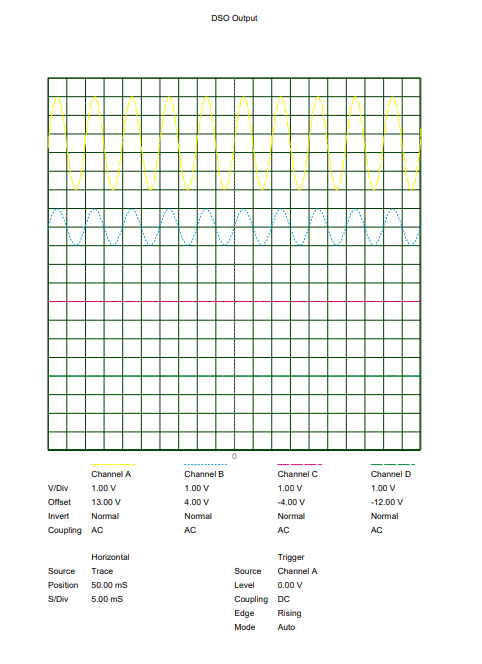 DSO Output
0
Channel A Channel B Channel C Channel D
V/Div 1.00 V 1.00 V 1.00 V 1.00 V
Offset 13.00 V 4.00 V -4.00 V -12.00 V
Invert Normal Normal Normal Normal
Coupling AC AC AC AC
Horizontal Trigger
Source Trace Source Channel A
Position 50.00 mS Level 0.00 V
S/Div 5.00 mS Coupling DC
Edge Rising
Mode Auto